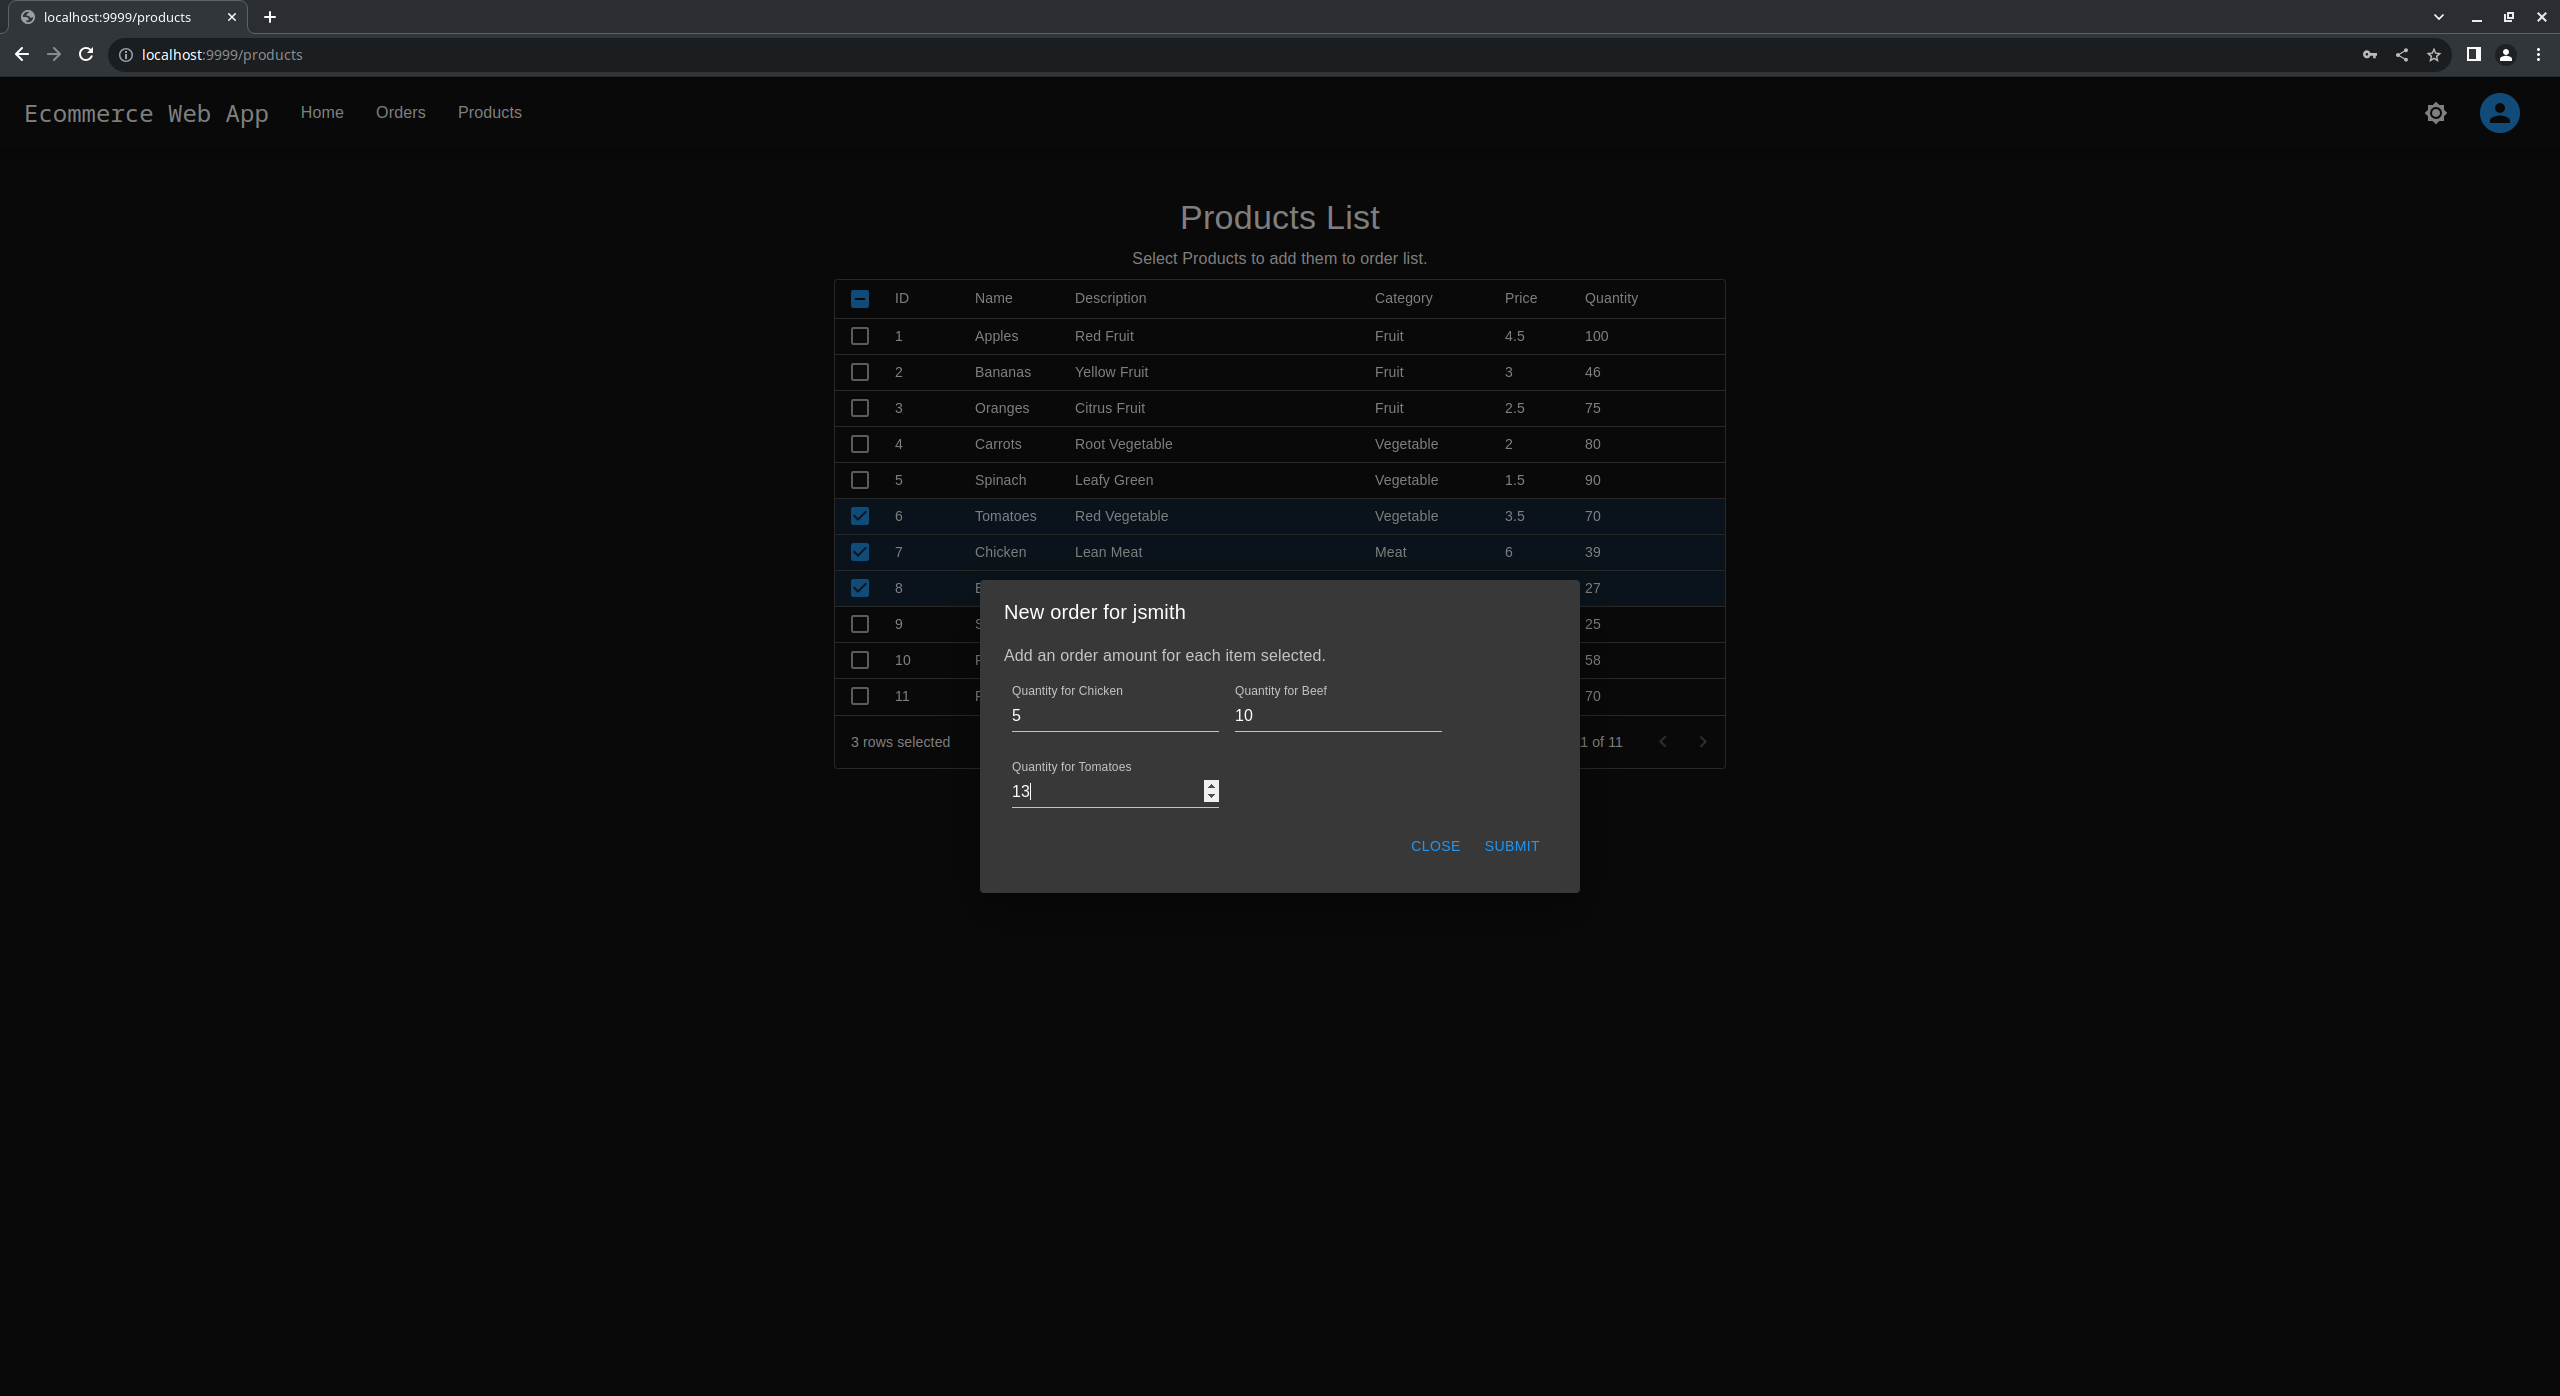 localhost:9999/products
localhost:9999/products
Ecommerce Web App Home Orders Products
Products List
Select Products to add them to order list.
ID Name Description Category Price Quantity
1 Apples Red Fruit Fruit 4.5 100
2 Bananas Yellow Fruit Fruit 3 46
3 Oranges Citrus Fruit Fruit 2.5 75
4 Carrots Root Vegetable Vegetable 2 80
5 Spinach Leafy Green Vegetable 1.5 90
6 Tomatoes Red Vegetable Vegetable 3.5 70
7 Chicken Lean Meat Meat 6 39
8 27
9 25
10 58
11 70
3 rows selected 1 of 11
New order for jsmith
Add an order amount for each item selected.
Quantity for Chicken Quantity for Beef
5 10
Quantity for Tomatoes
13
CLOSE SUBMIT